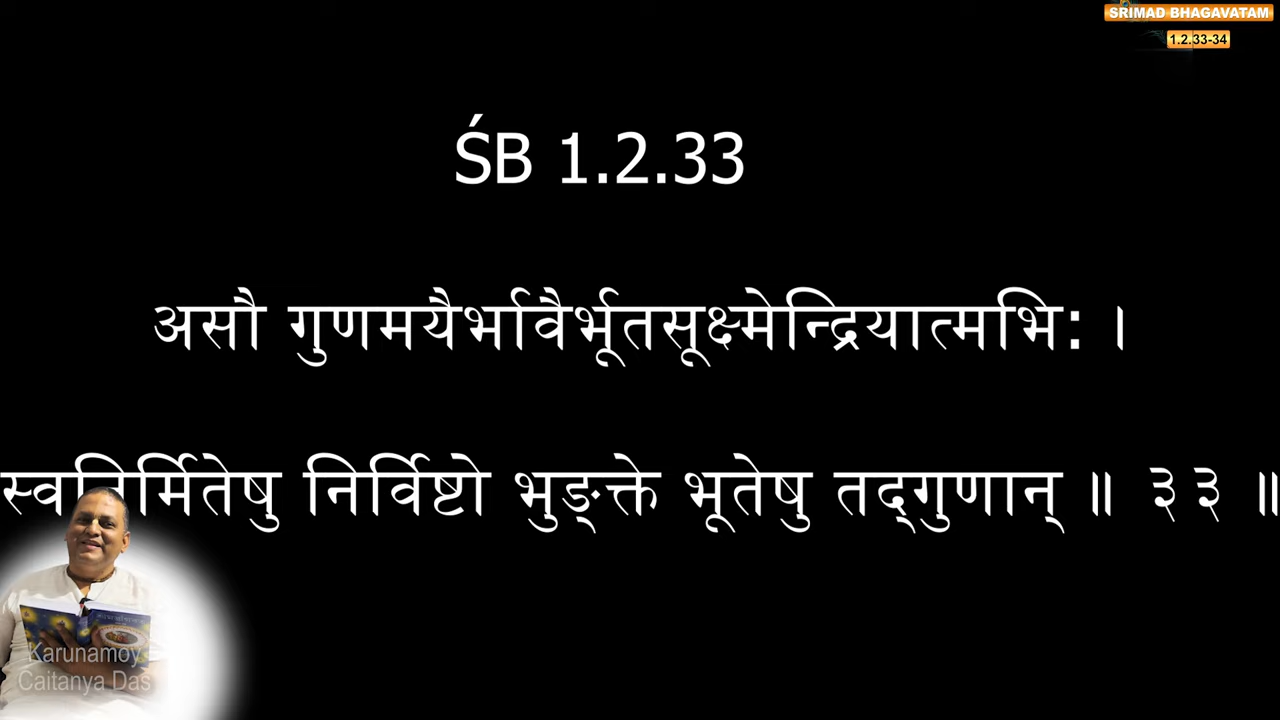 SRIMAD BHAGAVATAM
1.2.33-34
ŚB 1.2.33
असौ गुणमयैर्भावैर्भूतसूक्ष्मेन्द्रियात्मभि: ।
स्वनिर्मितेषु निर्विष्टो भुङ्क्ते भूतेषु तद्गुणान् ॥ ३३ ॥
Karunamoy
Caitanya Das